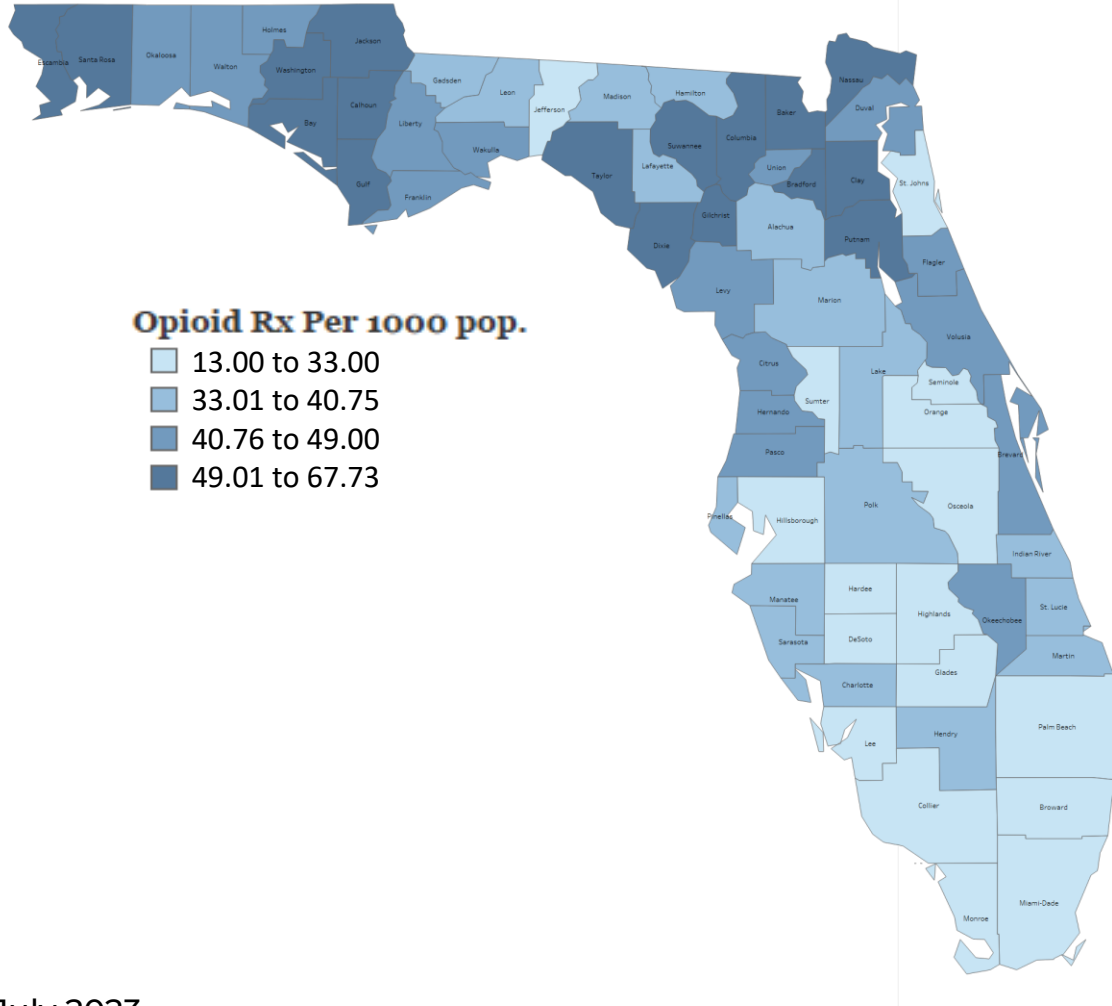 Holmes
Jackson
Escambia
Santa Rosa
Okaloosa
Walton
Washington
Calhoun
Bay
Liberty
Gulf
Franklin
Gadsden
Leon
Jefferson
Madison
Hamilton
Wakulla
Taylor
Lafayette
Suwannee
Columbia
Baker
Nassau
Duval
Union
Bradford
Clay
St. Johns
Gilchrist
Dixie
Alachua
Putnam
Flagler
Levy
Marion
Volusia
Opioid Rx Per 1000 pop.
13.00 to 33.00
33.01 to 40.75
40.76 to 49.00
49.01 to 67.73
Citrus
Sumter
Lake
Seminole
Hernando
Orange
Pasco
Brevard
Pinellas
Hillsborough
Polk
Osceola
Indian River
Manatee
Hardee
Highlands
Okeechobee
St. Lucie
Sarasota
DeSoto
Martin
Charlotte
Glades
Lee
Hendry
Palm Beach
Collier
Broward
Monroe
Miami-Dade
July 2023